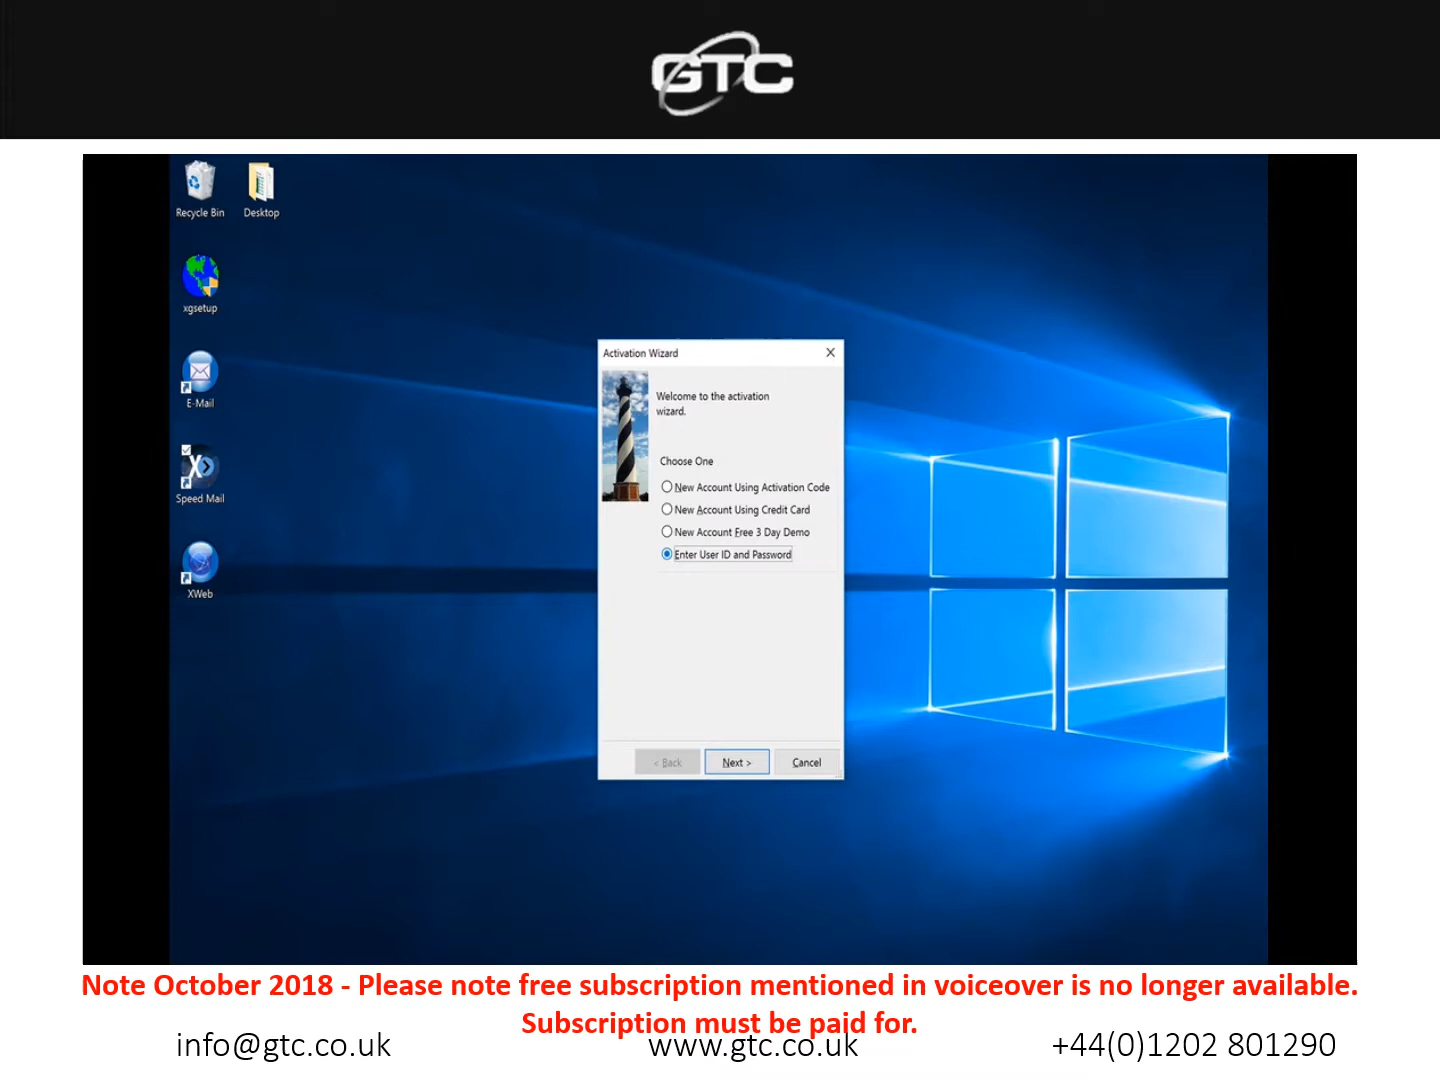 GTC
Recycle Bin
Desktop
xgsetup
E-Mail
Speed Mail
XWeb
Activation Wizard
Welcome to the activation
wizard.
Choose One
New Account Using Activation Code
New Account Using Credit Card
New Account Free 3 Day Demo
Enter User ID and Password
< Back
Next >
Cancel
Note October 2018 - Please note free subscription mentioned in voiceover is no longer available.
Subscription must be paid for.
info@gtc.co.uk
www.gtc.co.uk
+44(0)1202 801290